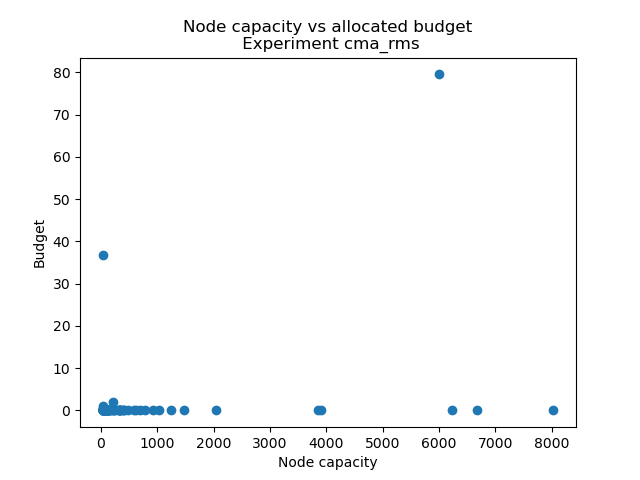 Node capacity vs allocated budget
Experiment cma_rms
80
70
60
50
40
30
20
10
0
Budget
0 1000 2000 3000 4000 5000 6000 7000 8000
Node capacity